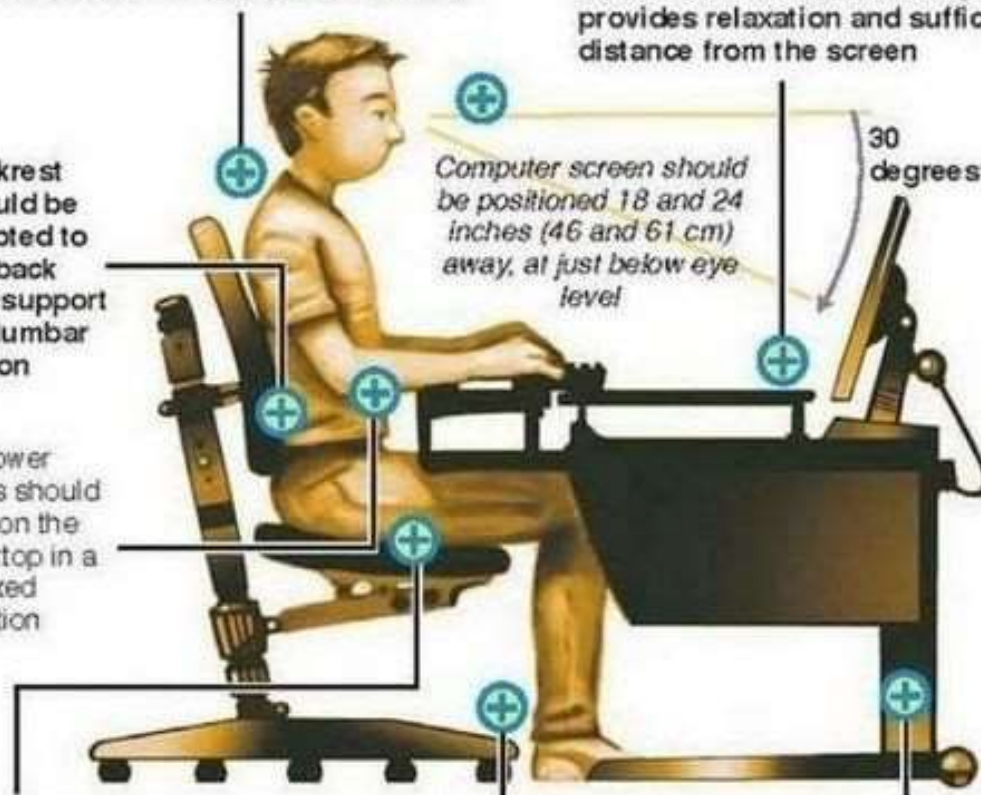 provides relaxation and suffic
distance from the screen
30
degrees
Computer screen should
be positioned 18 and 24
inches (46 and 61 cm)
away, at just below eye
level
krest
uld be
pted to
back
support
umbar
on
ower
s should
on the
top in a
xed
tion